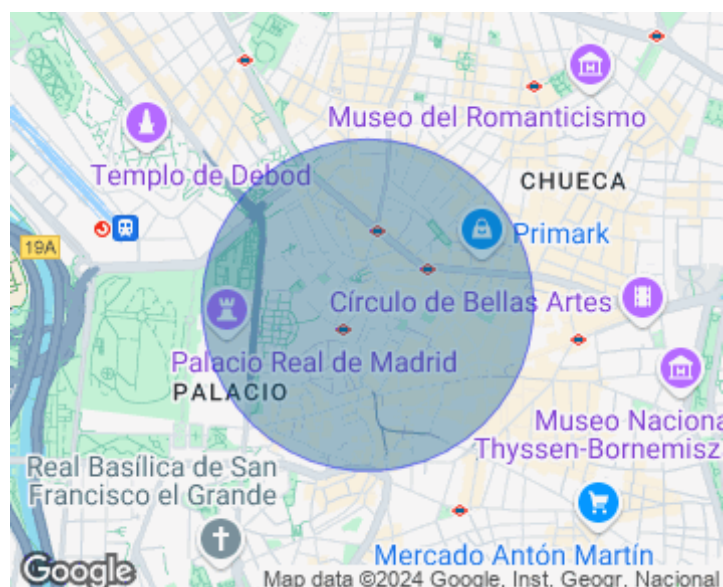 Museo del Romanticismo
Templo de Debod
CHUECA
Primark
19A
Círculo de Bellas Artes
Palacio Real de Madrid
PALACIO
Museo Naciona
Thyssen-Bornemisz
Real Basílica de San
Francisco el Grande
Mercado Antón Martín
Google
Map data ©2024 Google, Inst. Geogr. Nacional